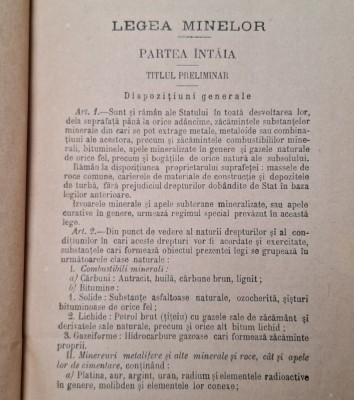 LEGEA MINELOR
PARTEA ÎNTÂIA
TITLUL PRELIMINAR
Dispozițiuni generale
Art. 1.—Sunt și rămân ale Statului în toată desvoltarea lor,
dela suprafață până la orice adâncime, zăcămintele substanțelor
minerale din cari se pot extrage metale, metaloide sau combina-
țiuni ale acestora, precum și zăcămintele combustibililor mine-
rali, bituminele, apele mineralizate în genere și gazele naturale
de orice fel, precum și bogățiile de orice natură ale subsolului.
Rămân la dispozițiunea proprietarului suprafeței: massele de
roce comune, carierele de materiale de construcție și depozitele
de turbă, fără prejudiciul drepturilor dobândite de Stat în baza
legilor anterioare.
Izvoarele minerale și apele subterane mineralizate, sau apele
curative în genere, urmează regimul special prevăzut în această
lege.
Art. 2.—Din punct de vedere al naturii drepturilor și al co-
dițiunilor în cari aceste drepturi vor fi acordate și exercitate,
substanțele cari formează obiectul prezentei legi se grupează în
următoarele clase naturale:
I. Combustibili minerali:
a) Cărbuni: Antracit, huilă, cărbune brun, lignit;
b) Bitumine:
1. Solide: Substanțe asfaltoase naturale, ozocherită, șisturi
bituminoase de orice fel;
2. Lichide: Petrol brut (țițeiu) cu gazele sale de zăcământ și
derivatele sale naturale, precum și orice alt bitum lichid;
3. Gazeiforme: Hidrocarbure gazoase cari formează zăcăminte
proprii.
II. Minereuri metalifere și alte minerale și roce, cât și apele
lor de cimentare, conținând:
a) Platina, aur, argint, uran, radium și elementele radioactive
în genere, molibden și elementele lor conexe;